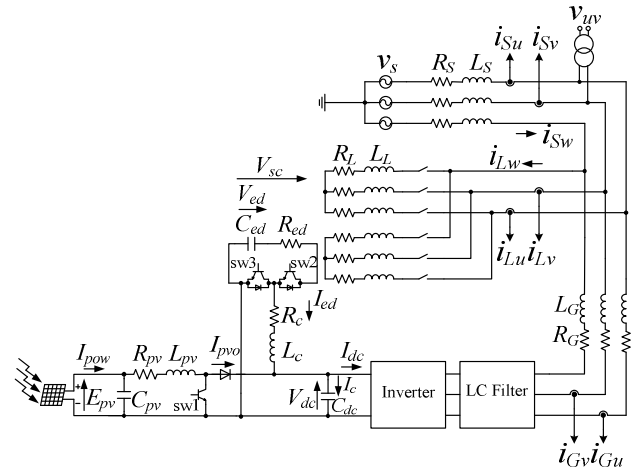 v_uv
i_Su i_Sv
v_s R_S L_S
i_Sw
R_L L_L i_Lw
V_sc
V_ed
C_ed R_ed
sw3 sw2
i_Lu i_Lv
I_ed
R_c
L_G
R_G
L_c
I_pow R_pv L_pv I_pvo I_dc
E_pv C_pv sw1 V_dc I_c C_dc
+
-
Inverter LC Filter
i_Gv i_Gu